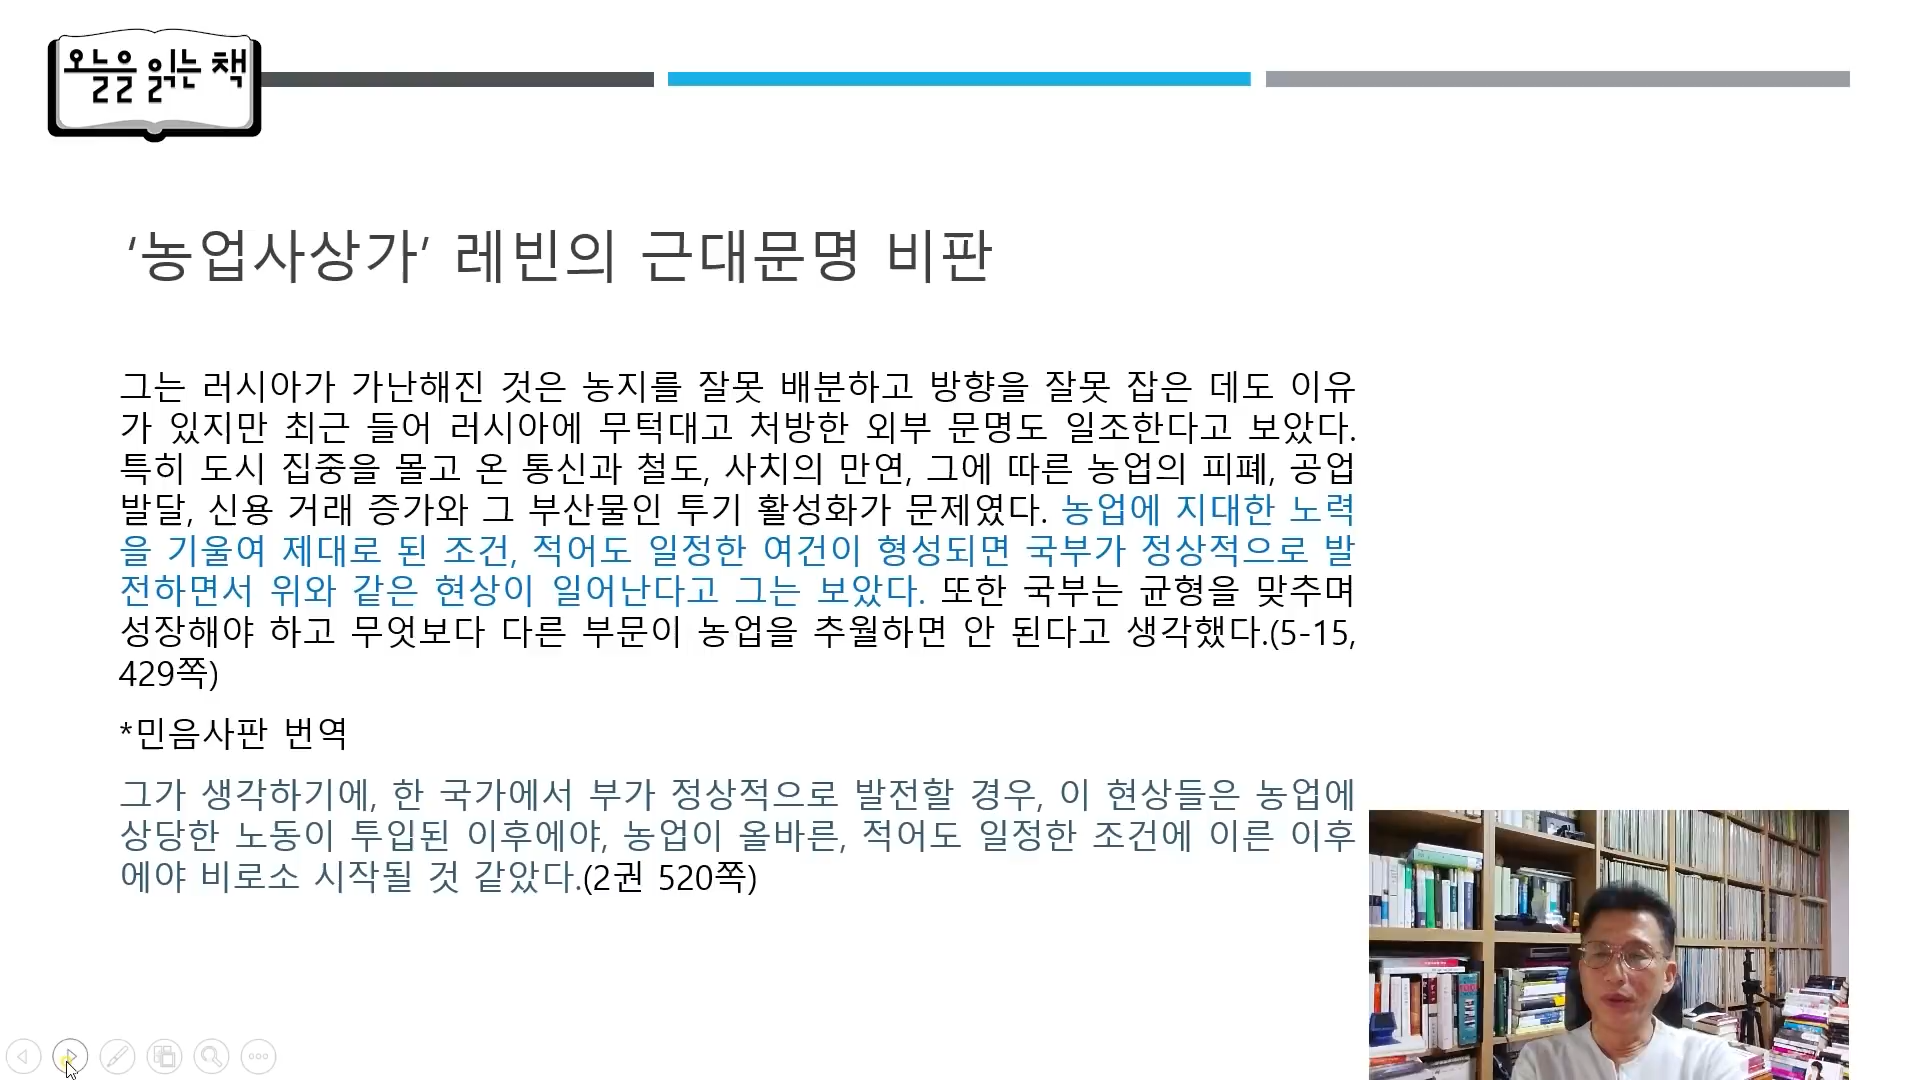 오늘을 읽는 책
‘농업사상가’ 레빈의 근대문명 비판
그는 러시아가 가난해진 것은 농지를 잘못 배분하고 방향을 잘못 잡은 데도 이유
가 있지만 최근 들어 러시아에 무턱대고 처방한 외부 문명도 일조한다고 보았다.
특히 도시 집중을 몰고 온 통신과 철도, 사치의 만연, 그에 따른 농업의 피폐, 공업
발달, 신용 거래 증가와 그 부산물인 투기 활성화가 문제였다. 농업에 지대한 노력
을 기울여 제대로 된 조건, 적어도 일정한 여건이 형성되면 국부가 정상적으로 발
전하면서 위와 같은 현상이 일어난다고 그는 보았다. 또한 국부는 균형을 맞추며
성장해야 하고 무엇보다 다른 부문이 농업을 추월하면 안 된다고 생각했다.(5-15,
429쪽)
*민음사판 번역
그가 생각하기에, 한 국가에서 부가 정상적으로 발전할 경우, 이 현상들은 농업에
상당한 노동이 투입된 이후에야, 농업이 올바른, 적어도 일정한 조건에 이른 이후
에야 비로소 시작될 것 같았다.(2권 520쪽)